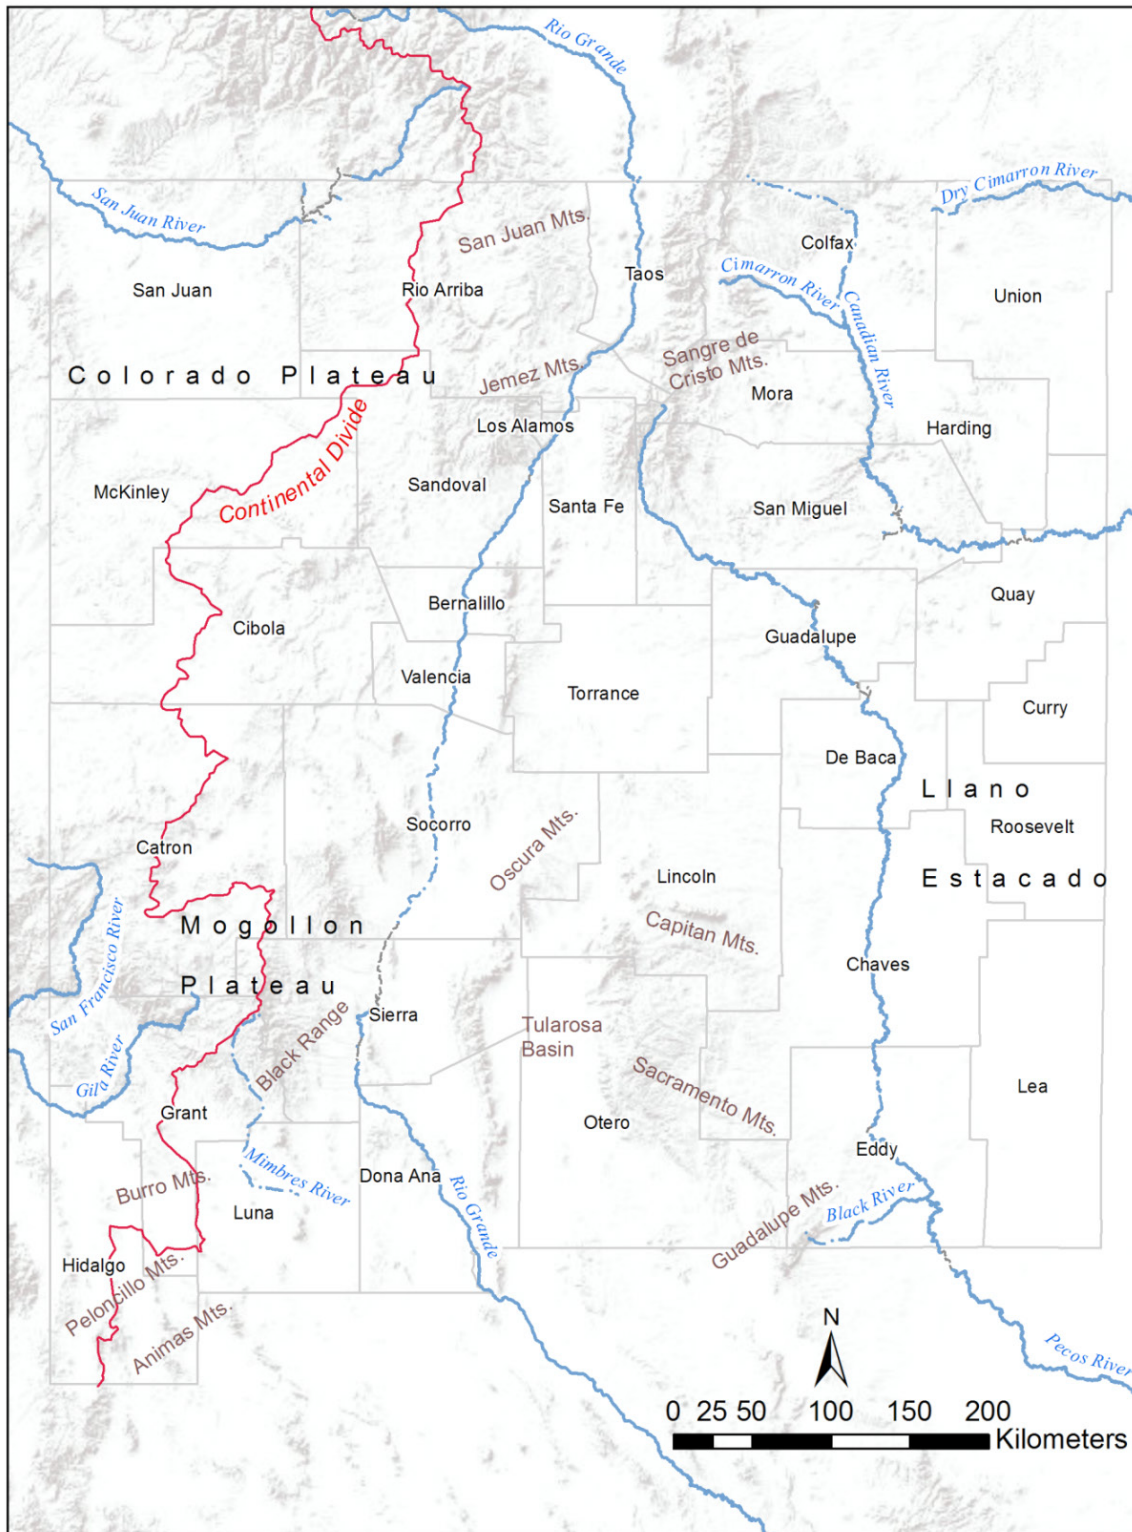 Rio Grande
San Juan River
Dry Cimarron River
San Juan Mts.
Colfax
Taos
Cimarron River
San Juan
Rio Arriba
Union
Canadian River
Sangre de
Cristo Mts.
Colorado Plateau
Jemez Mts.
Mora
Los Alamos
Harding
Continental Divide
McKinley
Sandoval
Santa Fe
San Miguel
Quay
Bernalillo
Cibola
Guadalupe
Valencia
Torrance
Curry
De Baca
Llano
Socorro
Roosevelt
Catron
Oscura Mts.
Lincoln
Estacado
Mogollon
Capitan Mts.
San Francisco River
Chaves
Plateau
Sierra
Black Range
Tularosa
Basin
Gila River
Sacramento Mts.
Lea
Grant
Otero
Eddy
Burro Mts.
Mimbres River
Dona Ana
Rio Grande
Luna
Guadalupe Mts.
Black River
Hidalgo
Peloncillo Mts.
Animas Mts.
N
Pecos River
0 25 50 100 150 200
Kilometers